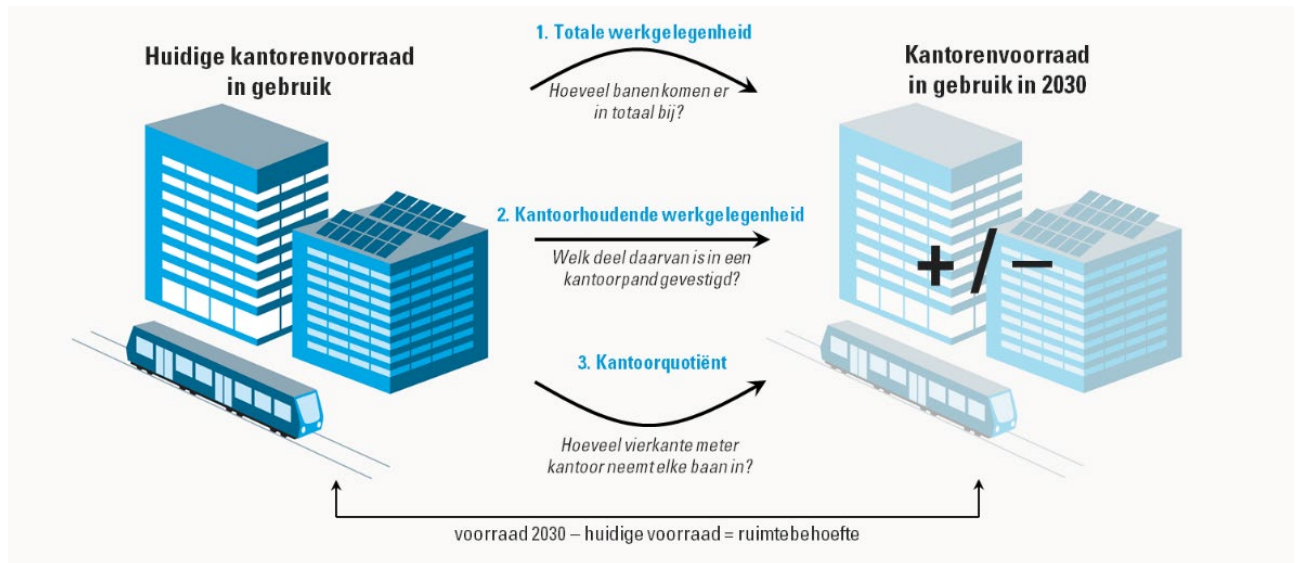 Huidige kantorenvoorraad
in gebruik
1. Totale werkgelegenheid
Hoeveel banen komen er
in totaal bij?
Kantorenvoorraad
in gebruik in 2030
2. Kantoorhoudende werkgelegenheid
Welk deel daarvan is in een
kantoorpand gevestigd?
+ / –
3. Kantoorquotiënt
Hoeveel vierkante meter
kantoor neemt elke baan in?
voorraad 2030 – huidige voorraad = ruimtebehoefte